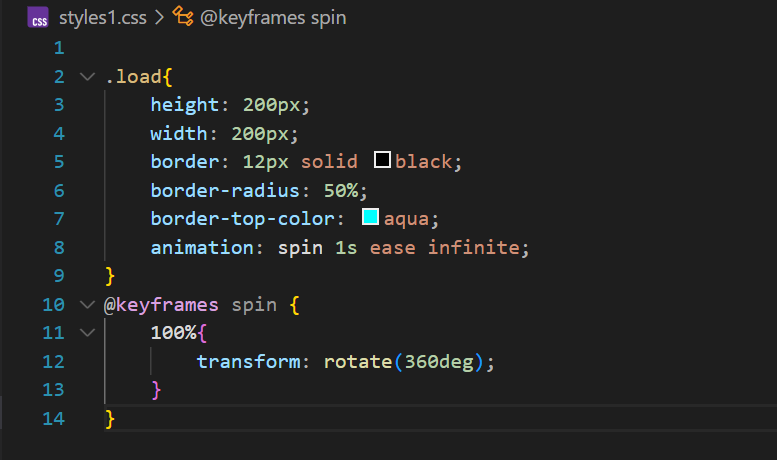 css styles1.css > @keyframes spin
1
2 .load{
3 height: 200px;
4 width: 200px;
5 border: 12px solid black;
6 border-radius: 50%;
7 border-top-color: aqua;
8 animation: spin 1s ease infinite;
9 }
10 @keyframes spin {
11 100%{
12 transform: rotate(360deg);
13 }
14 }